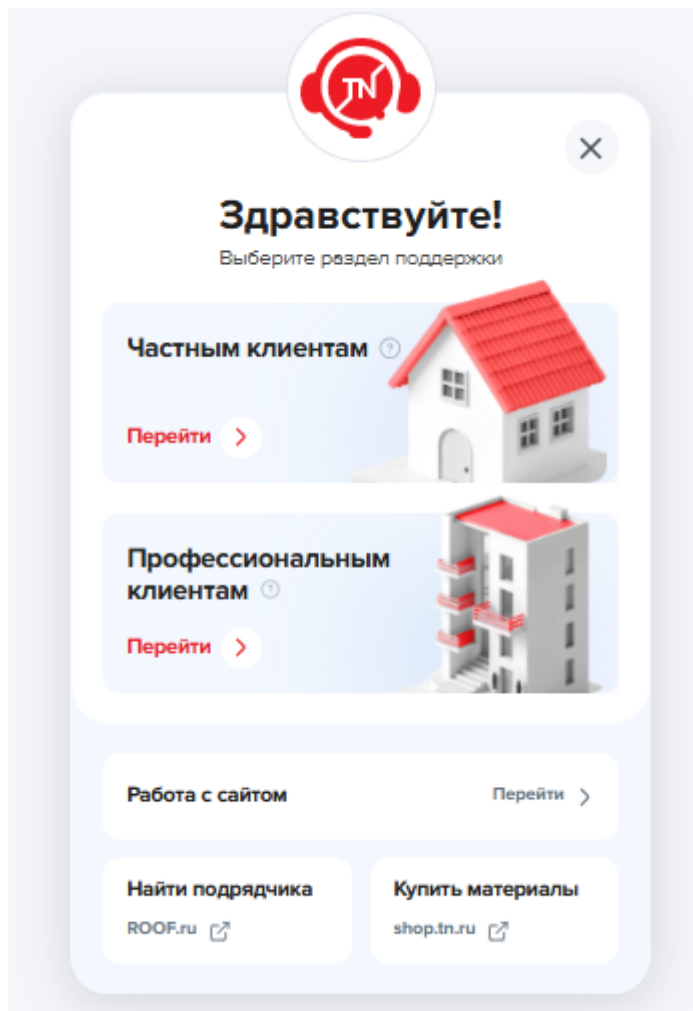 TN
Здравствуйте!
Выберите раздел поддержки
Частным клиентам ?
Перейти
Профессиональным
клиентам ?
Перейти
Работа с сайтом
Перейти
Найти подрядчика
ROOF.ru
Купить материалы
shop.tn.ru